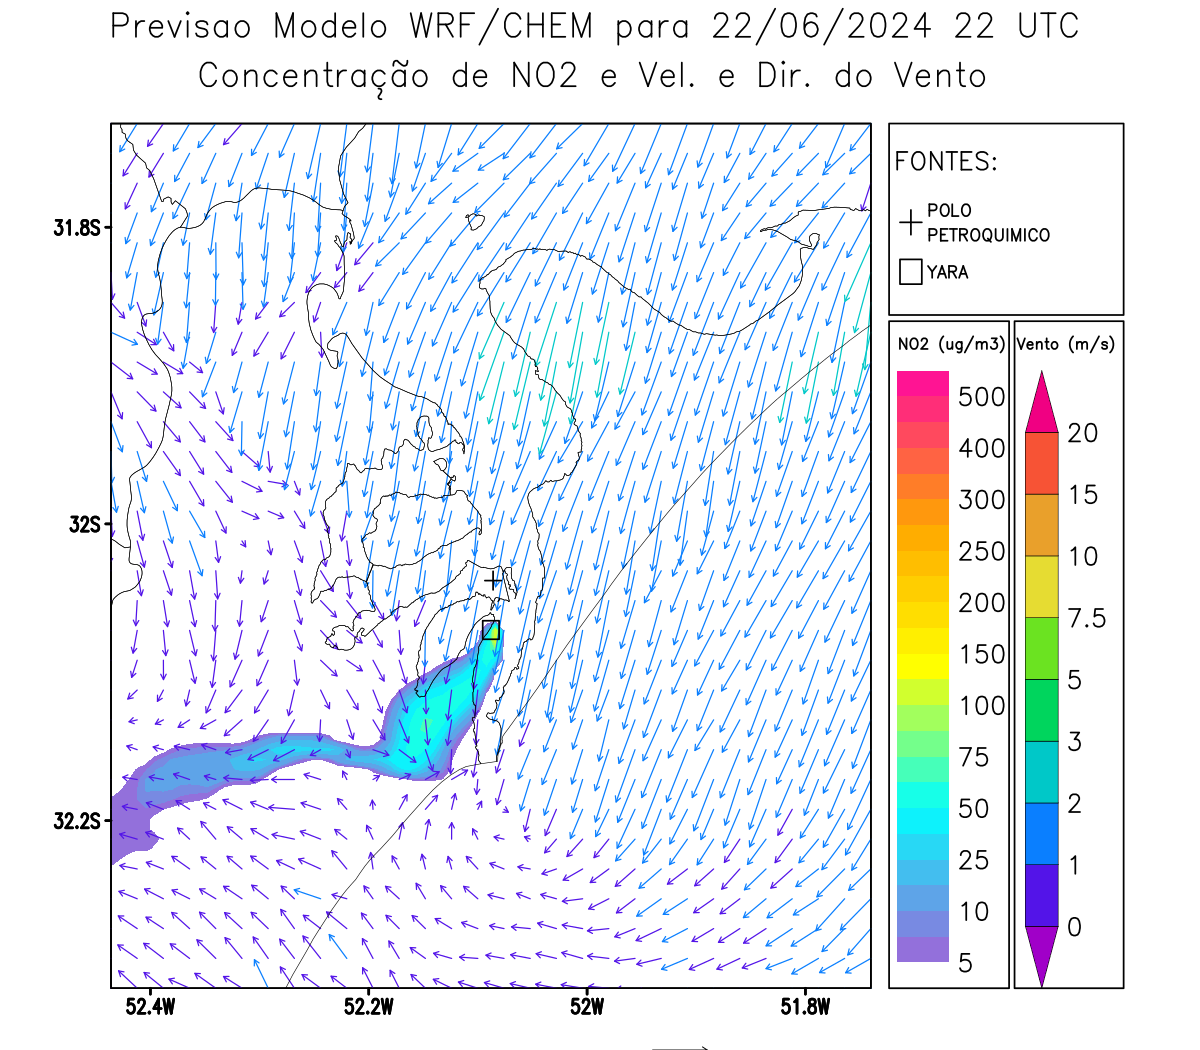 Previsao Modelo WRF/CHEM para 22/06/2024 22 UTC
Concentração de NO2 e Vel. e Dir. do Vento
FONTES:
POLO
PETROQUIMICO
YARA
NO2 (ug/m3)
500
400
300
250
200
150
100
75
50
25
10
5
Vento (m/s)
20
15
10
7.5
5
3
2
1
0
31.8S
32S
32.2S
52.4W
52.2W
52W
51.8W